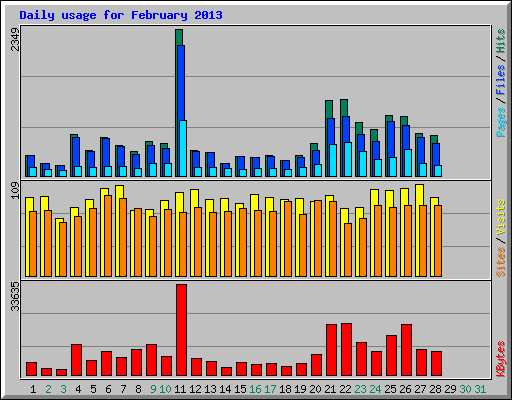 Daily usage for February 2013
2349
Pages / Files / Hits
109
Sites / Visits
33635
KBytes
1 2 3 4 5 6 7 8 9 10 11 12 13 14 15 16 17 18 19 20 21 22 23 24 25 26 27 28 29 30 31